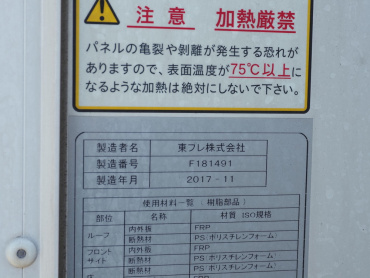 注意 加熱厳禁
パネルの亀裂や剥離が発生する恐れが
ありますので、表面温度が75℃以上に
なるような加熱は絶対にしないで下さい。
製造者名 東フレ株式会社
製造番号 F181491
製造年月 2017-11
使用材料一覧（樹脂部品）
部位 名称 材質 ISO規格
ルーフ 内外板 FRP
断熱材 PS(ポリスチレンフォーム)
フロント サイド 内外板 FRP
断熱材 PS(ポリスチレンフォーム)
内外板 FRP
断熱材 PS(ポリスチレンフォーム)